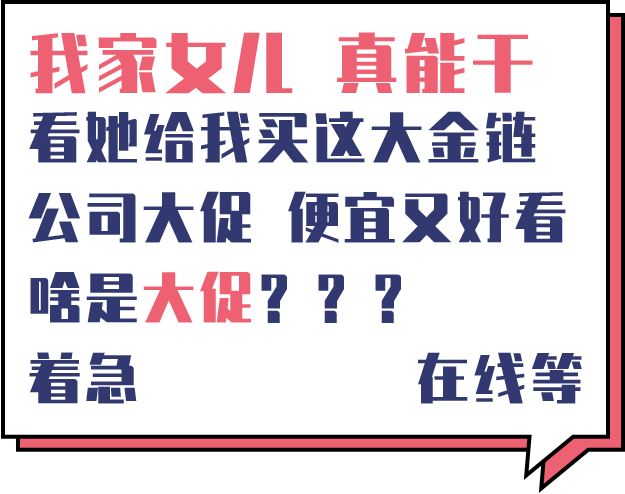 我家女儿 真能干
看她给我买这大金链
公司大促 便宜又好看
啥是大促？？？
着急 在线等